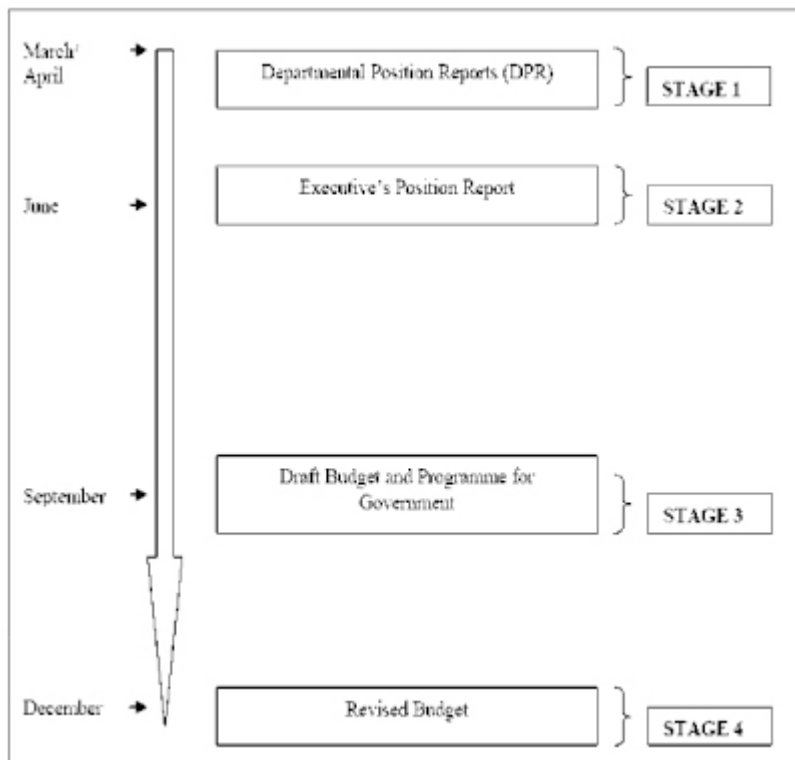 March/
April
Departmental Position Reports (DPR)
STAGE 1
June
Executive's Position Report
STAGE 2
September
Draft Budget and Programme for
Government
STAGE 3
December
Revised Budget
STAGE 4